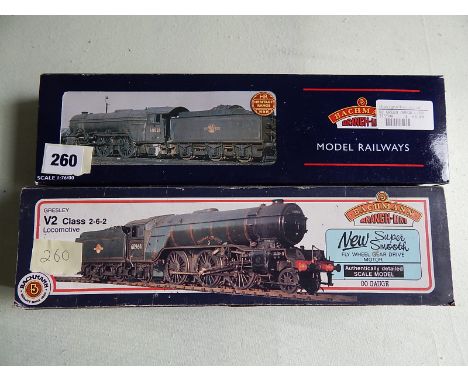 260
SCALE 1:76/00
BACHMANN
BRANCH-LINE
MODEL RAILWAYS
GRESLEY
V2 Class 2-6-2
Locomotive
260
BACHMANN
BACHMANN
BRANCH-LINE
New Super
Smooth
FLY WHEEL GEAR DRIVE
MOTOR
Authentically detailed
SCALE MODEL
OO GAUGE